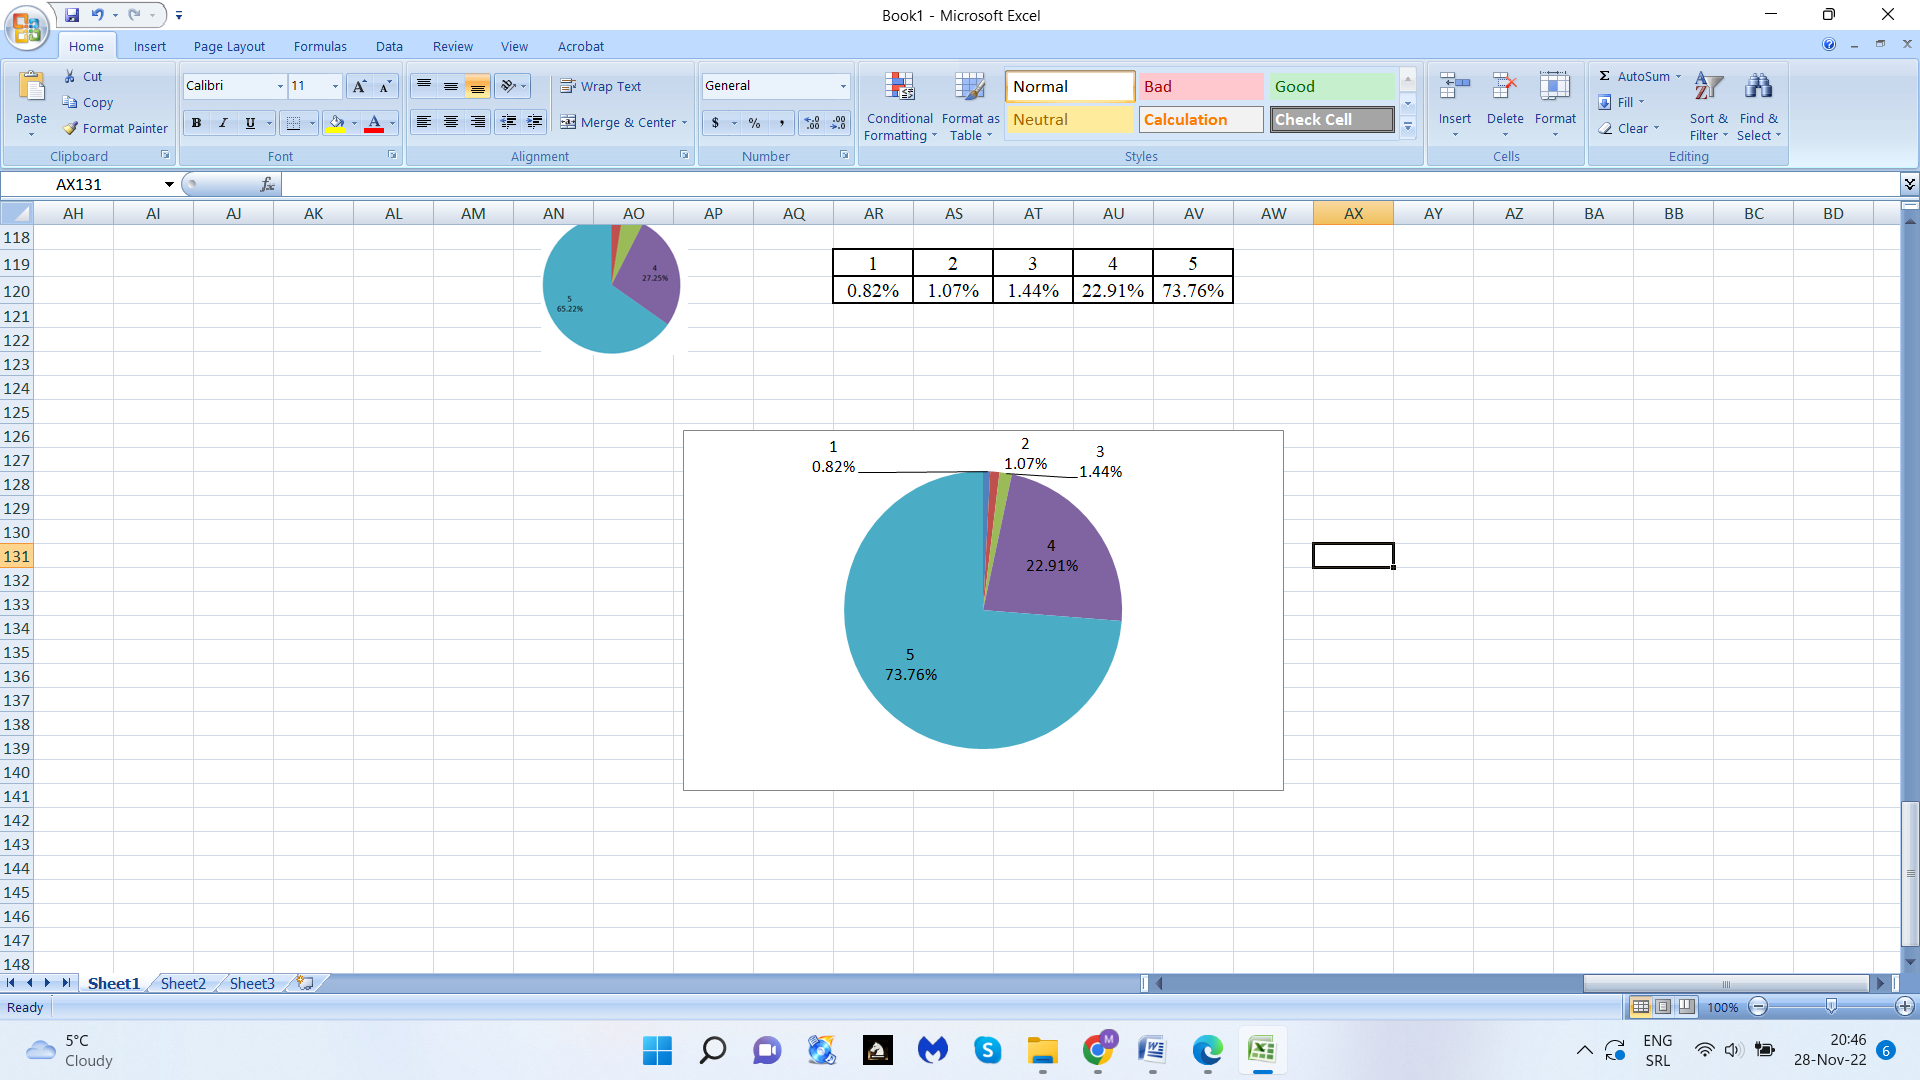 Book1 - Microsoft Excel
Home Insert Page Layout Formulas Data Review View Acrobat
Paste
Cut
Copy
Format Painter
Clipboard
Calibri 11
B I U
Font
Wrap Text
Merge & Center
Alignment
General
$ % ,
Number
Conditional Formatting
Format as Table
Normal Bad Good
Neutral Calculation Check Cell
Styles
Insert Delete Format
Cells
Σ AutoSum
Fill
Clear
Sort & Filter
Find & Select
Editing
AX131
fx
AH AI AJ AK AL AM AN AO AP AQ AR AS AT AU AV AW AX AY AZ BA BB BC BD
118
119
120
121
122
123
124
125
126
127
128
129
130
131
132
133
134
135
136
137
138
139
140
141
142
143
144
145
146
147
148
4
27.25%
5
65.22%
1 2 3 4 5
0.82% 1.07% 1.44% 22.91% 73.76%
1
0.82%
2
1.07%
3
1.44%
4
22.91%
5
73.76%
Sheet1 Sheet2 Sheet3
Ready
100%
5°C
Cloudy
ENG
SRL
20:46
28-Nov-22
6